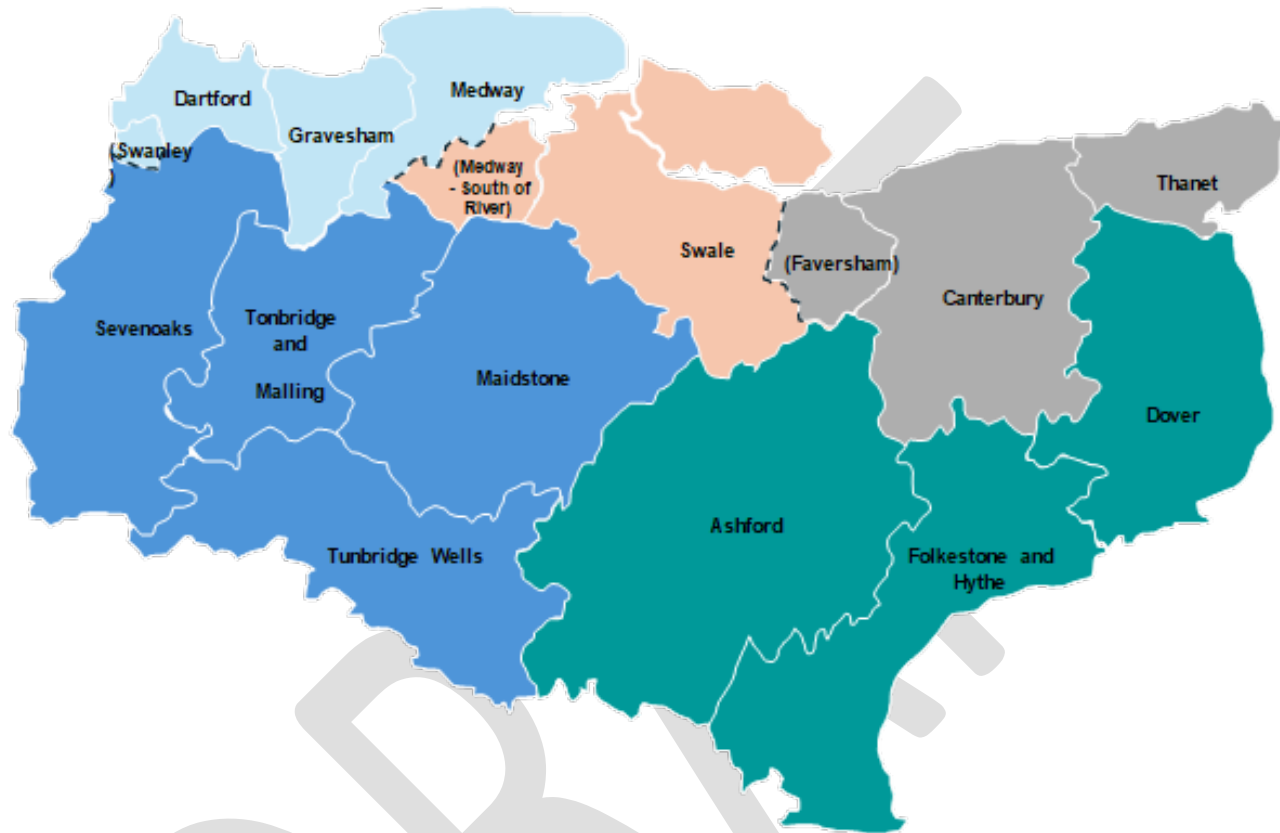 Medway
Dartford
Gravesham
(Swanley
(Medway
- South of
River)
Thanet
Swale
(Faversham)
Canterbury
Sevenoaks
Tonbridge
and
Malling
Maidstone
Dover
Ashford
Tunbridge Wells
Folkestone and
Hythe